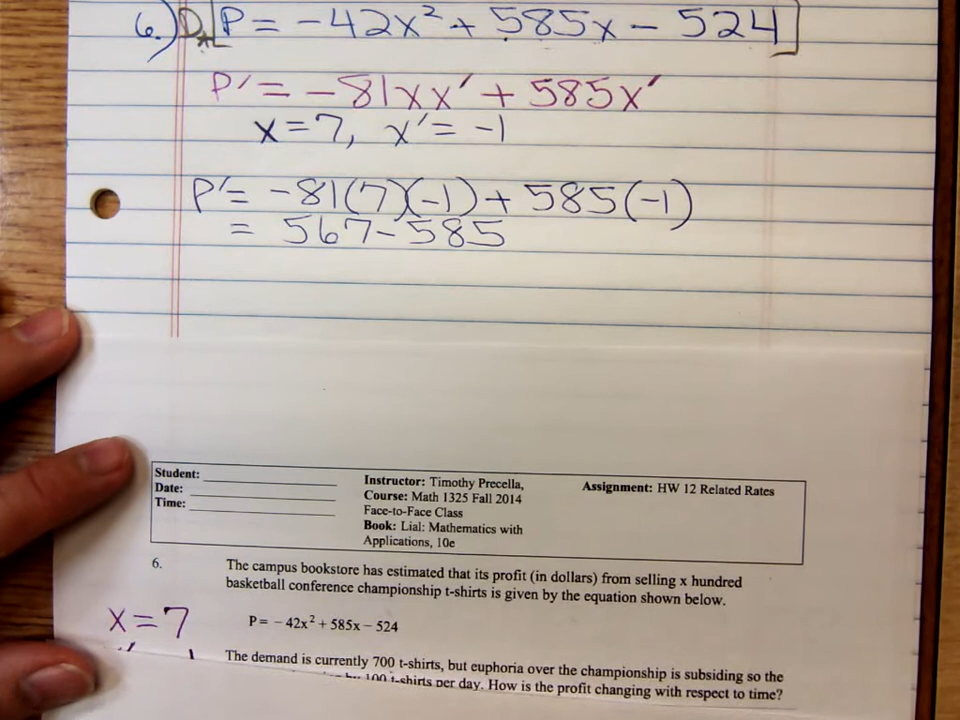 6.) Dx[P = -42x² + 585x - 524]
P' = -81xx' + 585x'
x=7, x' = -1
P' = -81(7)(-1) + 585(-1)
= 567-585
Student:
Date:
Time:
Instructor: Timothy Precella,
Course: Math 1325 Fall 2014
Face-to-Face Class
Book: Lial: Mathematics with
Applications, 10e
Assignment: HW 12 Related Rates
6.
The campus bookstore has estimated that its profit (in dollars) from selling x hundred
basketball conference championship t-shirts is given by the equation shown below.
x=7
P = - 42x² + 585x - 524
The demand is currently 700 t-shirts, but euphoria over the championship is subsiding so the
by 100 t-shirts per day. How is the profit changing with respect to time?